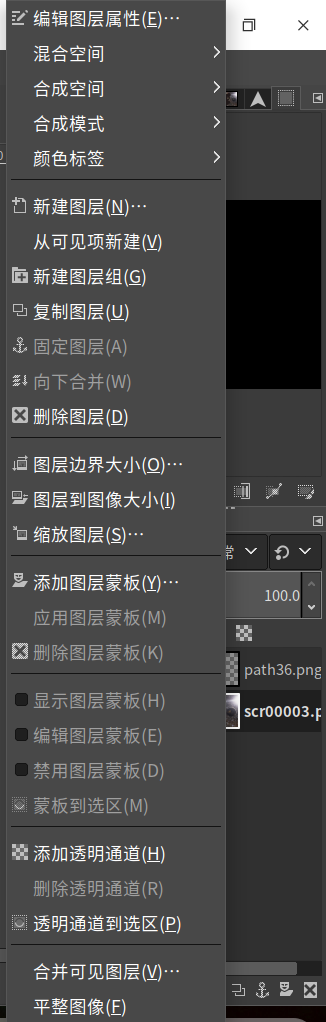 编辑图层属性(E)…
混合空间
合成空间
合成模式
颜色标签
新建图层(N)…
从可见项新建(V)
新建图层组(G)
复制图层(U)
固定图层(A)
向下合并(W)
删除图层(D)
图层边界大小(O)…
图层到图像大小(I)
缩放图层(S)…
常
添加图层蒙板(Y)…
100.0
应用图层蒙板(M)
删除图层蒙板(K)
path36.png
显示图层蒙板(H)
scr00003.p
编辑图层蒙板(E)
禁用图层蒙板(D)
蒙板到选区(M)
添加透明通道(H)
删除透明通道(R)
透明通道到选区(P)
合并可见图层(V)…
平整图像(F)